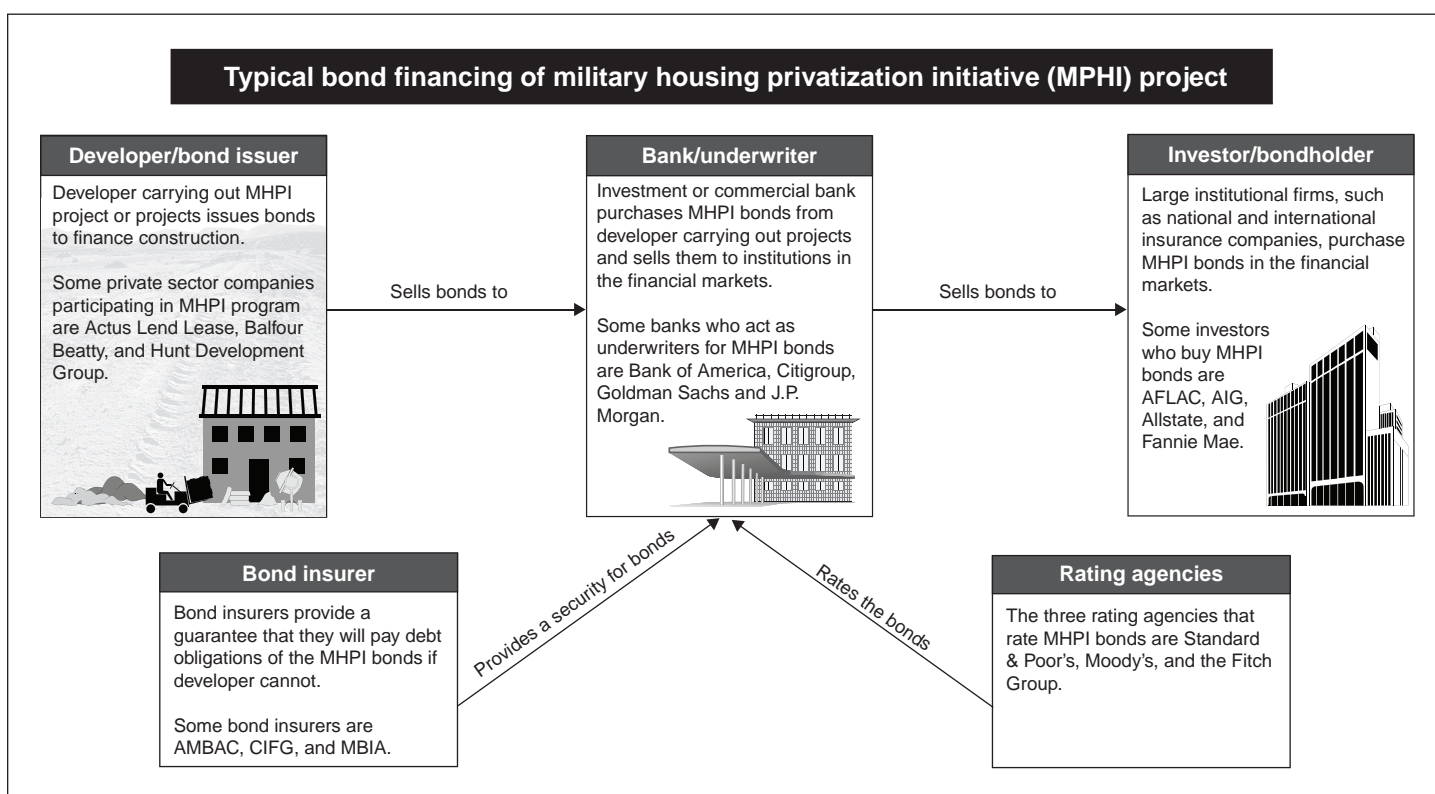 Typical bond financing of military housing privatization initiative (MPHI) project
Developer/bond issuer
Developer carrying out MHPI
project or projects issues bonds
to finance construction.
Some private sector companies
participating in MHPI program
are Actus Lend Lease, Balfour
Beatty, and Hunt Development
Group.
Sells bonds to
Bank/underwriter
Investment or commercial bank
purchases MHPI bonds from
developer carrying out projects
and sells them to institutions in
the financial markets.
Some banks who act as
underwriters for MHPI bonds
are Bank of America, Citigroup,
Goldman Sachs and J.P.
Morgan.
Sells bonds to
Investor/bondholder
Large institutional firms, such
as national and international
insurance companies, purchase
MHPI bonds in the financial
markets.
Some investors
who buy MHPI
bonds are
AFLAC, AIG,
Allstate, and
Fannie Mae.
Bond insurer
Bond insurers provide a
guarantee that they will pay debt
obligations of the MHPI bonds if
developer cannot.
Some bond insurers are
AMBAC, CIFG, and MBIA.
Provides a security for bonds
Rates the bonds
Rating agencies
The three rating agencies that
rate MHPI bonds are Standard
& Poor's, Moody's, and the Fitch
Group.